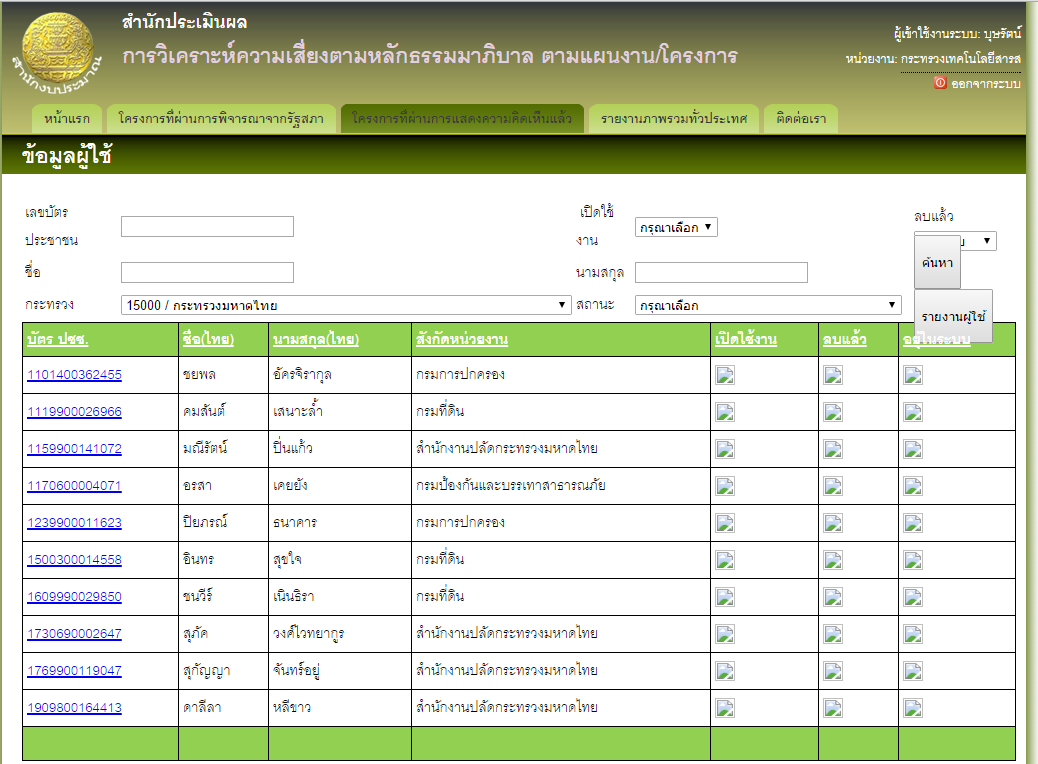 สำนักประเมินผล
การวิเคราะห์ความเสี่ยงตามหลักธรรมมาภิบาล ตามแผนงาน/โครงการ
สำนักงบประมาณ
ผู้เข้าใช้งานระบบ: บุษรัตน์
หน่วยงาน: กระทรวงเทคโนโลยีสารส
ออกจากระบบ
หน้าแรก โครงการที่ผ่านการพิจารณาจากรัฐสภา โครงการที่ผ่านการแสดงความคิดเห็นแล้ว รายงานภาพรวมทั่วประเทศ ติดต่อเรา
ข้อมูลผู้ใช้
เลขบัตร
ประชาชน
เปิดใช้
งาน
กรุณาเลือก
ลบแล้ว
ค้นหา
ชื่อ นามสกุล
กระทรวง 15000 / กระทรวงมหาดไทย สถานะ กรุณาเลือก
รายงานผู้ใช้
บัตร ปชช. ชื่อ(ไทย) นามสกุล(ไทย) สังกัดหน่วยงาน เปิดใช้งาน ลบแล้ว อยู่ในระบบ
1101400362455 ชยพล อัครจิรากุล กรมการปกครอง
1119900026966 คมสันต์ เสนาะล้ำ กรมที่ดิน
1159900141072 มณีรัตน์ ปิ่นแก้ว สำนักงานปลัดกระทรวงมหาดไทย
1170600004071 อรสา เคยยัง กรมป้องกันและบรรเทาสาธารณภัย
1239900011623 ปิยภรณ์ ธนาคาร กรมการปกครอง
1500300014558 อินทร สุขใจ กรมที่ดิน
1609990029850 ชนวีร์ เนินธิรา กรมที่ดิน
1730690002647 สุภัค วงค์ไวทยากูร สำนักงานปลัดกระทรวงมหาดไทย
1769900119047 สุกัญญา จันทร์อยู่ สำนักงานปลัดกระทรวงมหาดไทย
1909800164413 ดาลีลา หลีขาว สำนักงานปลัดกระทรวงมหาดไทย